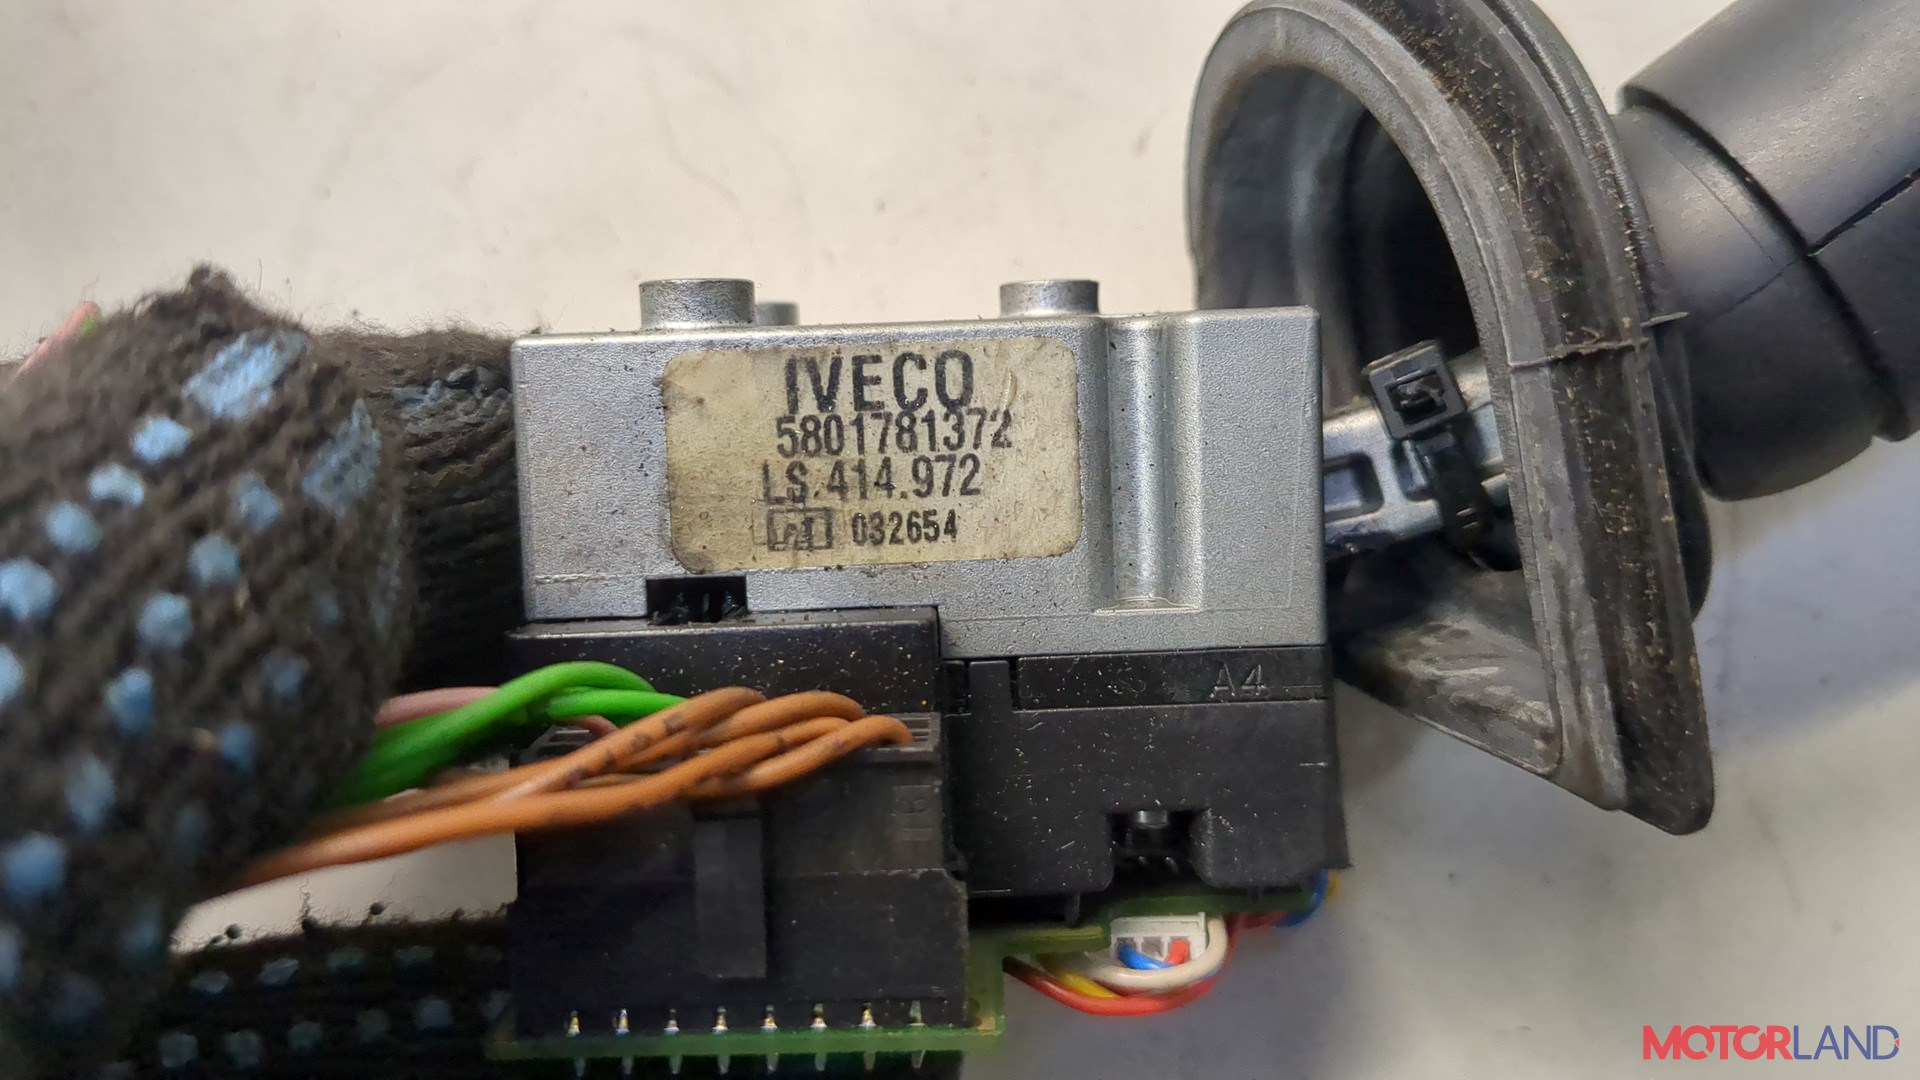 IVECO
5801781372
LS.414.972
032654
A4
MOTORLAND